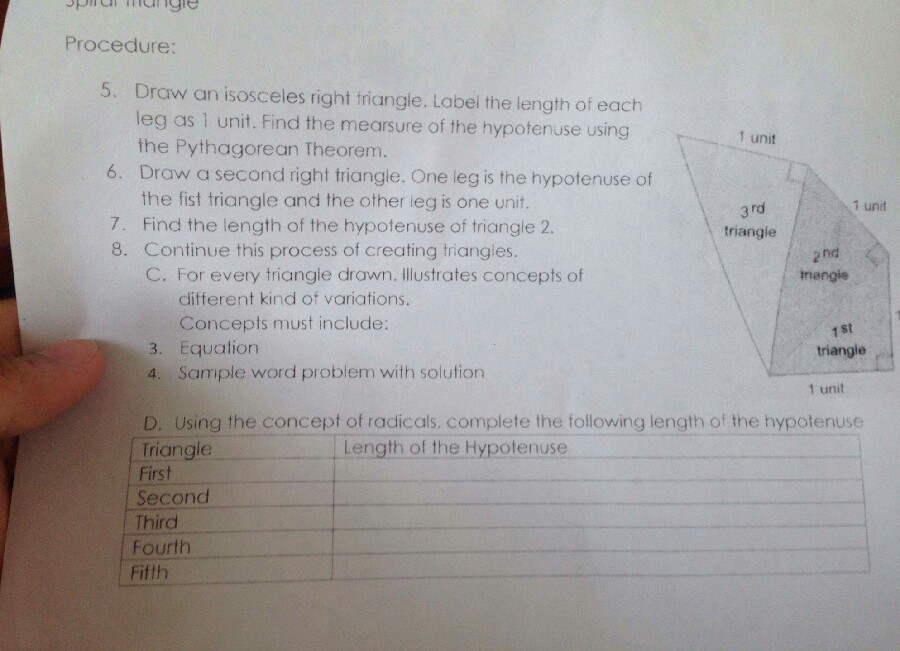 Spiral Triangle
Procedure:
5. Draw an isosceles right triangle. Label the length of each
leg as 1 unit. Find the mearsure of the hypotenuse using
the Pythagorean Theorem.
6. Draw a second right triangle. One leg is the hypotenuse of
the fist triangle and the other leg is one unit.
7. Find the length of the hypotenuse of triangle 2.
8. Continue this process of creating triangles.
C. For every triangle drawn. Illustrates concepts of
different kind of variations.
Concepts must include:
3. Equation
4. Sample word problem with solution
1 unit
1 unit
3rd
triangle
2nd
triangle
1st
triangle
1
1 unit
D. Using the concept of radicals, complete the following length of the hypotenuse
Triangle Length of the Hypotenuse
First
Second
Third
Fourth
Fifth